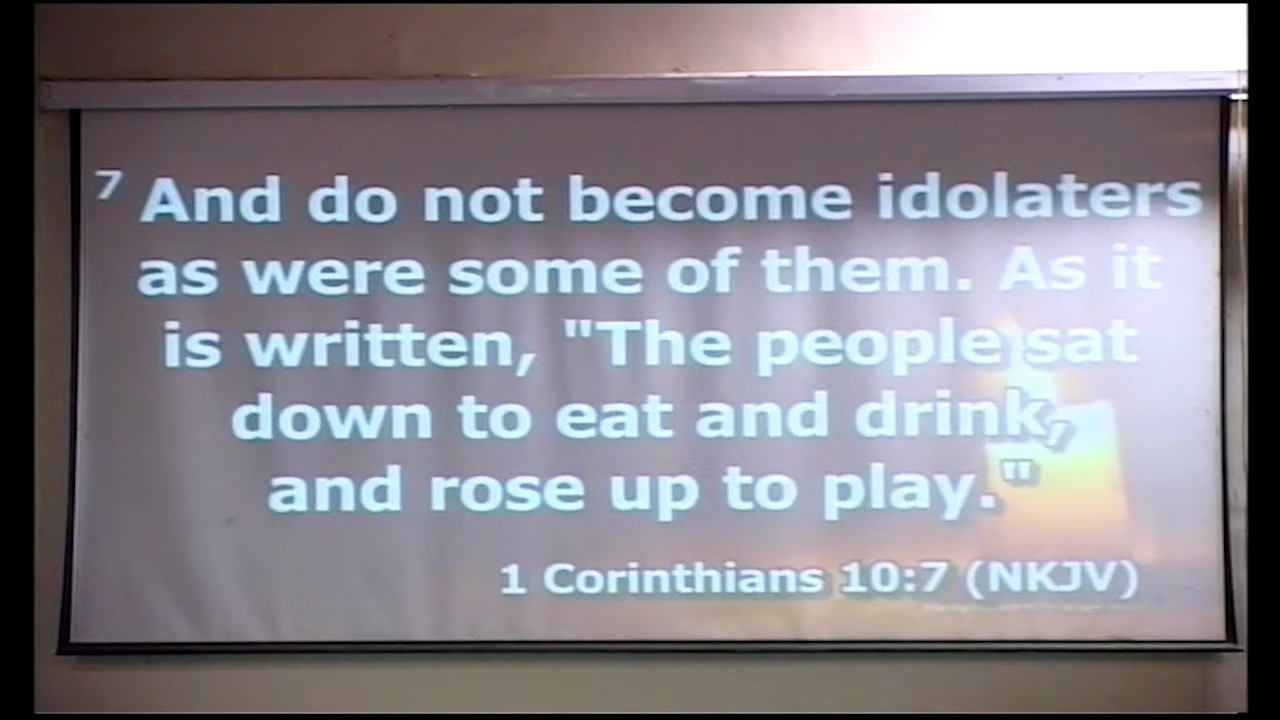 7 And do not become idolaters
as were some of them. As it
is written, "The people sat
down to eat and drink,
and rose up to play."
1 Corinthians 10:7 (NKJV)